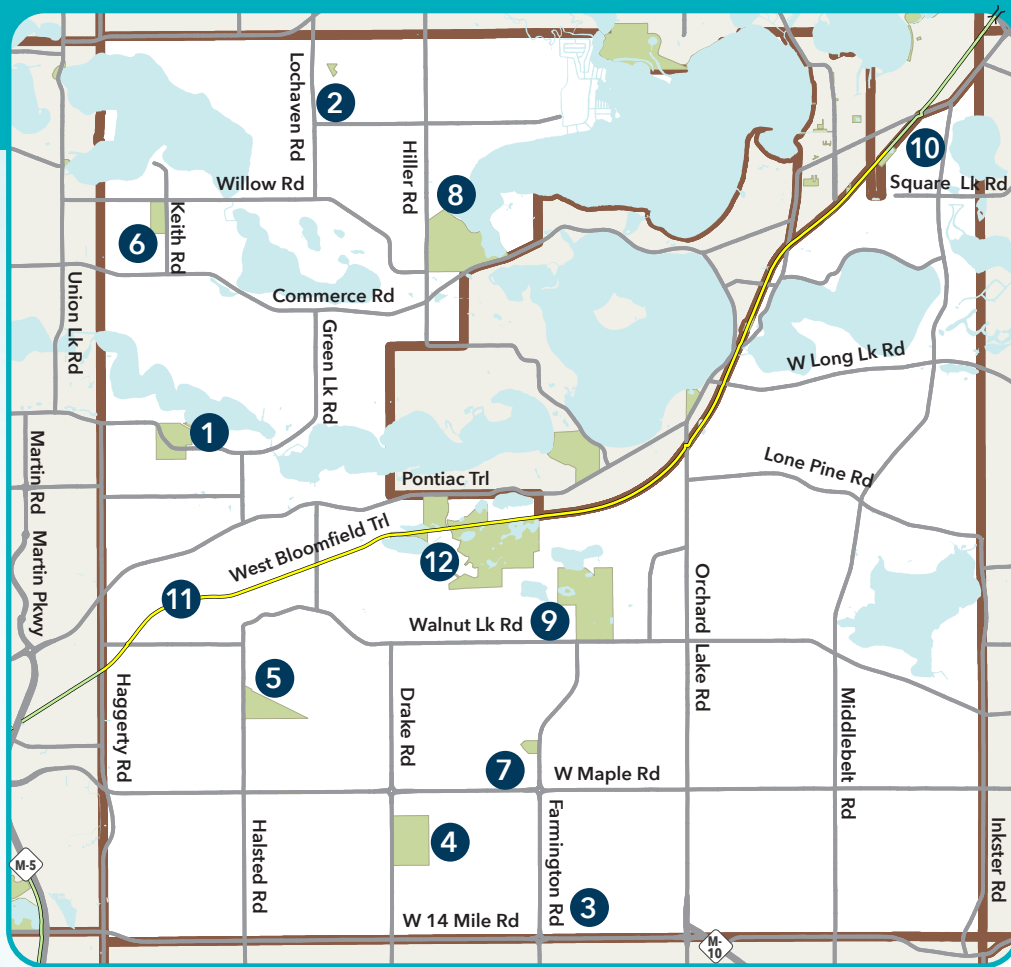 Lochaven Rd
2
Hiller Rd
10
Willow Rd
8
Square Lk Rd
Keith Rd
6
Union Lk Rd
Commerce Rd
Green Lk Rd
W Long Lk Rd
1
Martin Rd
Pontiac Trl
Lone Pine Rd
West Bloomfield Trl
Martin Pkwy
12
11
Orchard Lake Rd
Walnut Lk Rd
9
5
Haggerty Rd
Drake Rd
Middlebelt Rd
7
W Maple Rd
Halsted Rd
4
Farmington Rd
Inkster Rd
M-5
3
W 14 Mile Rd
M-
10